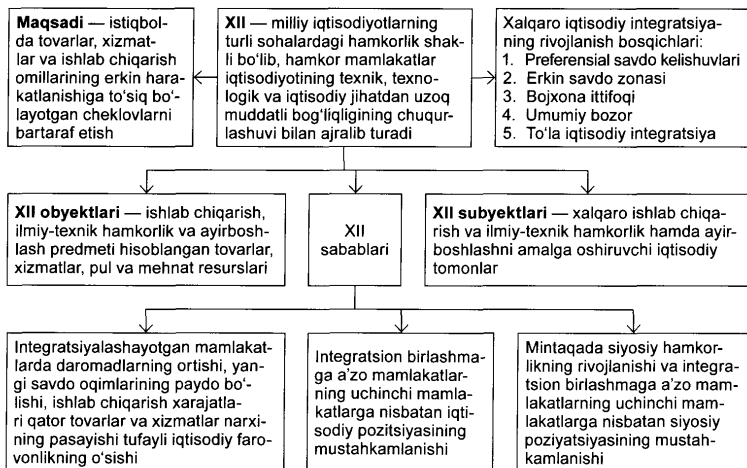 Maqsadi — istiqbol-
da tovarlar, xizmat-
lar va ishlab chiqarish
omillarining erkin hara-
katlanishiga to‘siq bo‘-
layotgan cheklovlarni
bartaraf etish
XII — milliy iqtisodiyotlarning
turli sohalardagi hamkorlik shak-
li bo‘lib, hamkor mamlakatlar
iqtisodiyotining texnik, texno-
logik va iqtisodiy jihatdan uzoq
muddatli bog‘liqligining chuqur-
lashuvi bilan ajralib turadi
Xalqaro iqtisodiy integratsiya-
ning rivojlanish bosqichlari:
1. Preferensial savdo kelishuvlari
2. Erkin savdo zonasi
3. Bojxona ittifoqi
4. Umumiy bozor
5. To‘la iqtisodiy integratsiya
XII obyektlari — ishlab chiqarish,
ilmiy-texnik hamkorlik va ayirbosh-
lash predmeti hisoblangan tovarlar,
xizmatlar, pul va mehnat resurslari
XII
sabablari
XII subyektlari — xalqaro ishlab chiqa-
rish va ilmiy-texnik hamkorlik hamda ayir-
boshlashni amalga oshiruvchi iqtisodiy
tomonlar
Integratsiyalashayotgan mamlakat-
larda daromadlarning ortishi, yan-
gi savdo oqimlarining paydo bo‘-
lishi, ishlab chiqarish xarajatla-
ri qator tovarlar va xizmatlar narxi-
ning pasayishi tufayli iqtisodiy faro-
vonlikning o‘sishi
Integratsion birlashma-
ga a’zo mamlakatlar-
ning uchinchi mamla-
katlarga nisbatan iqti-
sodiy pozitsiyasining
mustahkamlanishi
Mintaqada siyosiy hamkor-
likning rivojlanishi va integra-
tsion birlashmaga a’zo mam-
lakatlarning uchinchi mam-
lakatlarga nisbatan siyosiy
poziyatsiyasining mustah-
kamlanishi